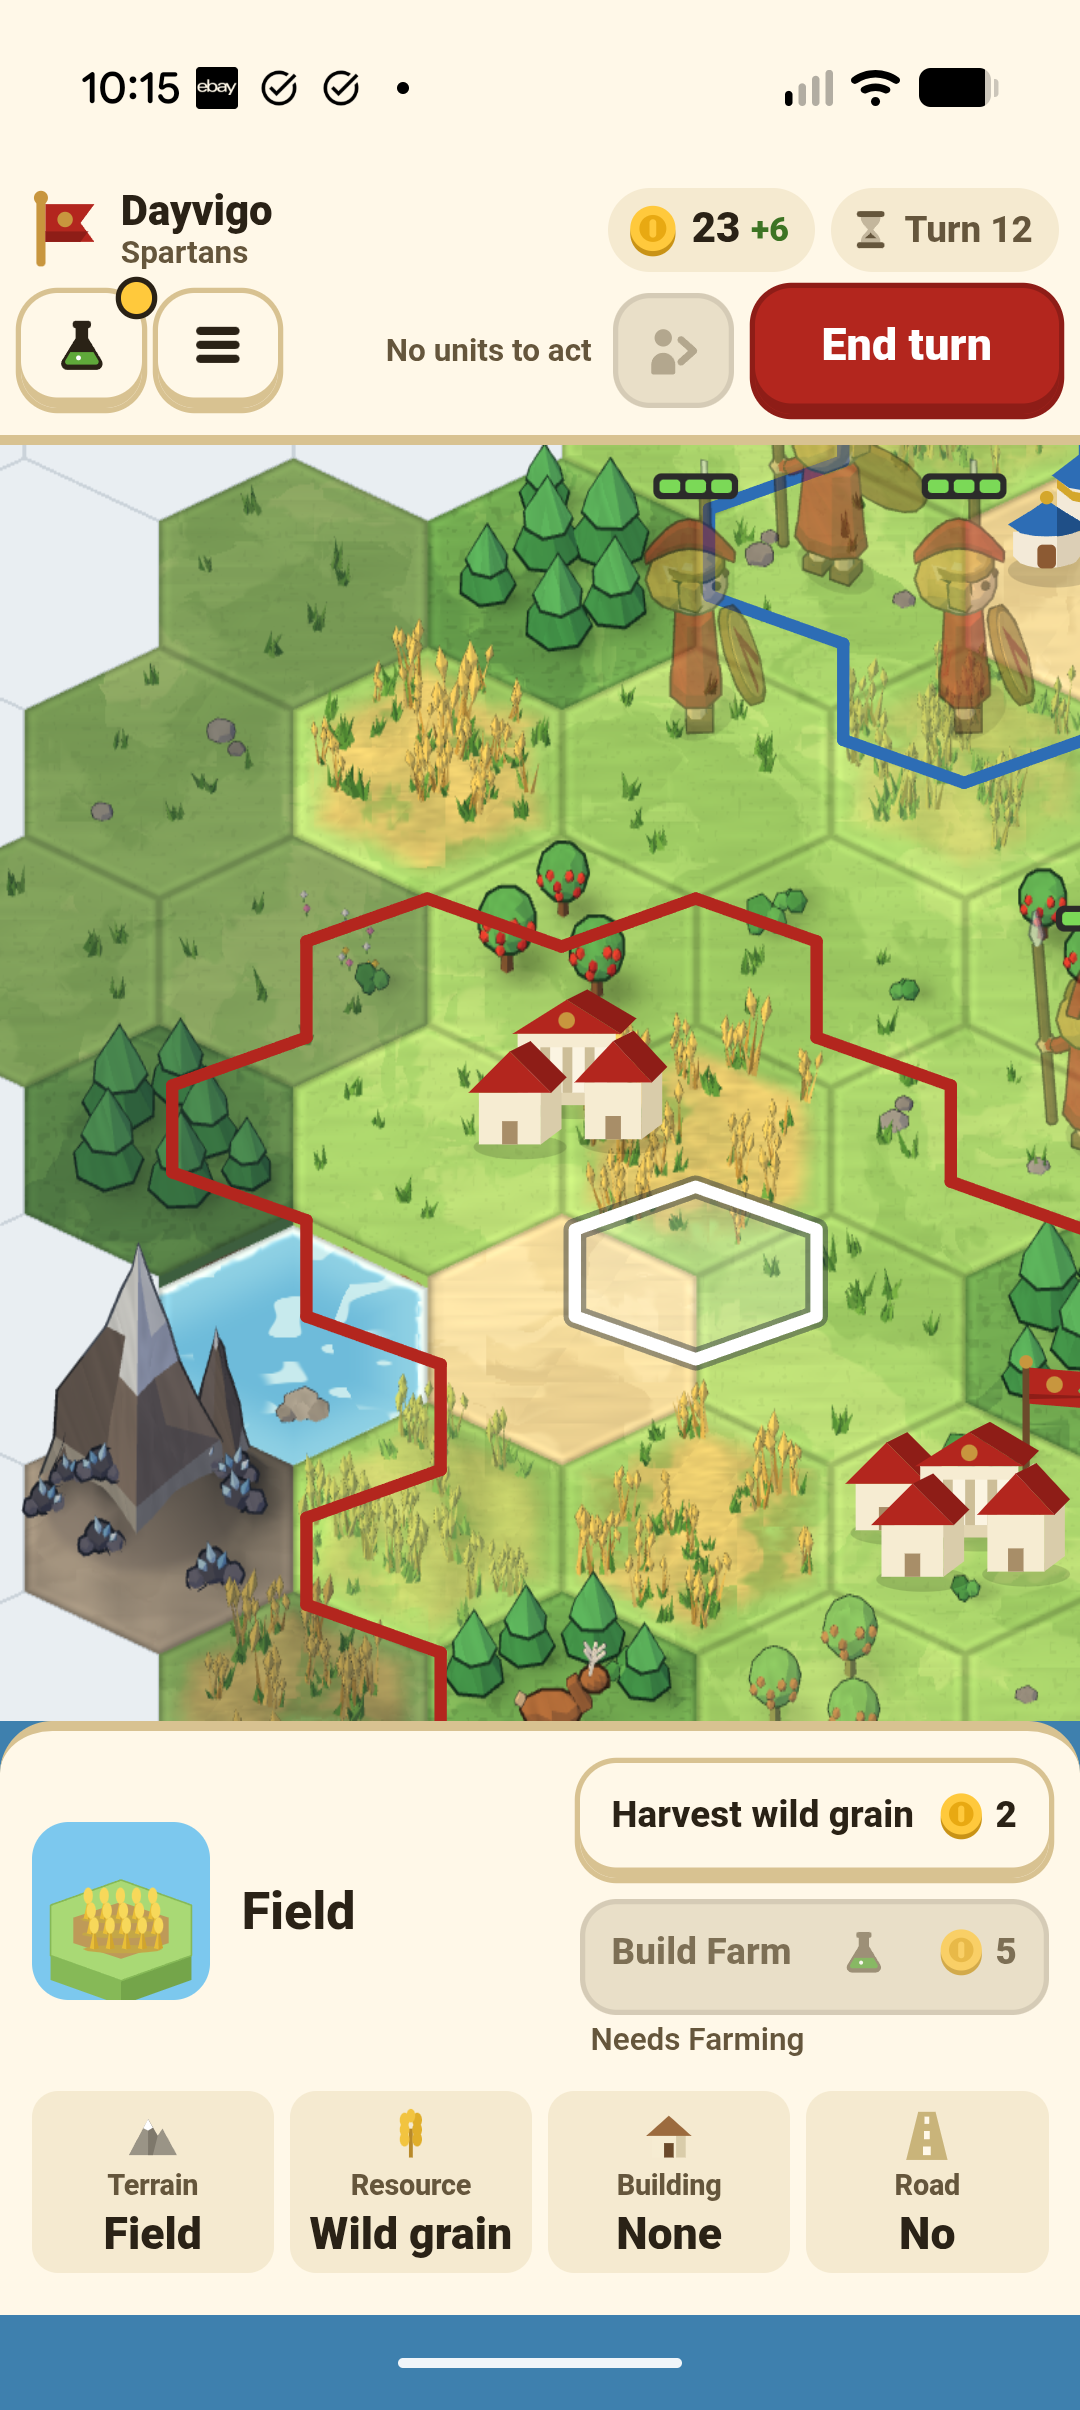 10:15
ebay
Dayvigo
Spartans
23 +6
Turn 12
No units to act
End turn
Field
Harvest wild grain 2
Build Farm 5
Needs Farming
Terrain
Field
Resource
Wild grain
Building
None
Road
No